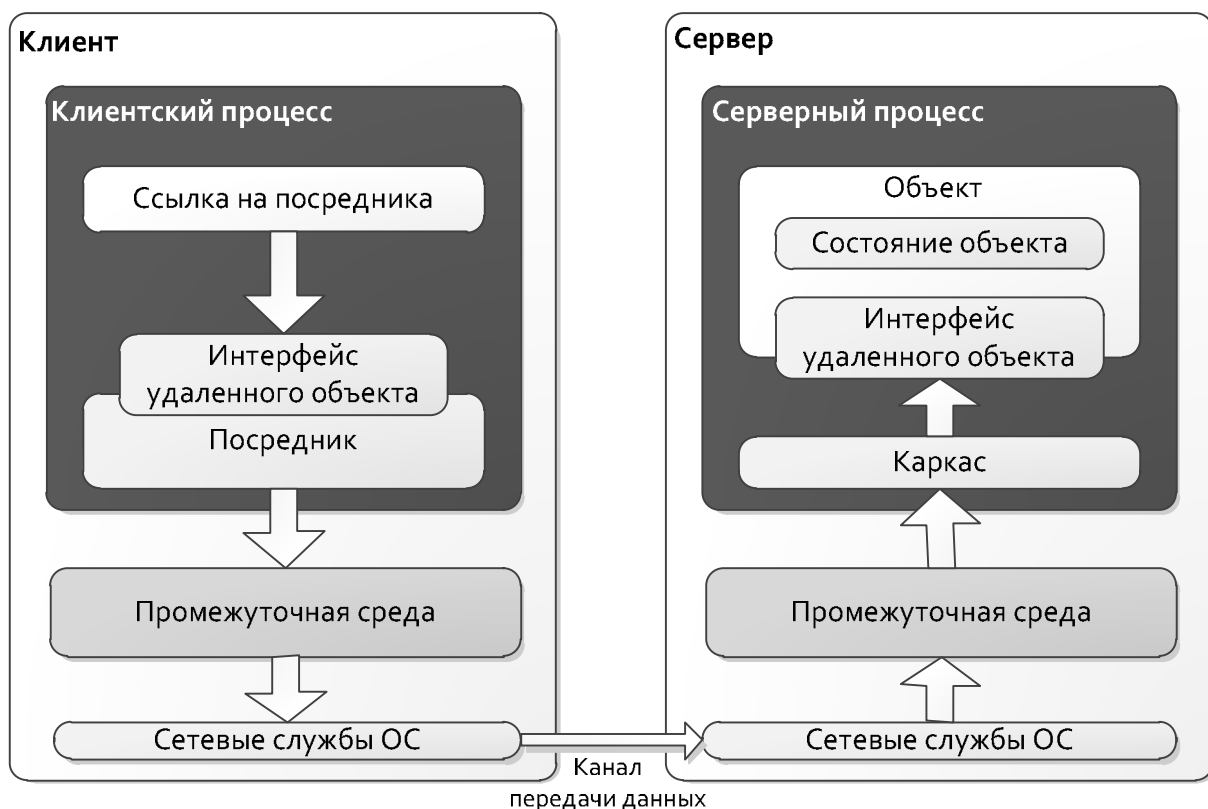 Клиент
Клиентский процесс
Ссылка на посредника
Интерфейс
удаленного объекта
Посредник
Промежуточная среда
Сетевые службы ОС
Канал
передачи данных
Сервер
Серверный процесс
Объект
Состояние объекта
Интерфейс
удаленного объекта
Каркас
Промежуточная среда
Сетевые службы ОС